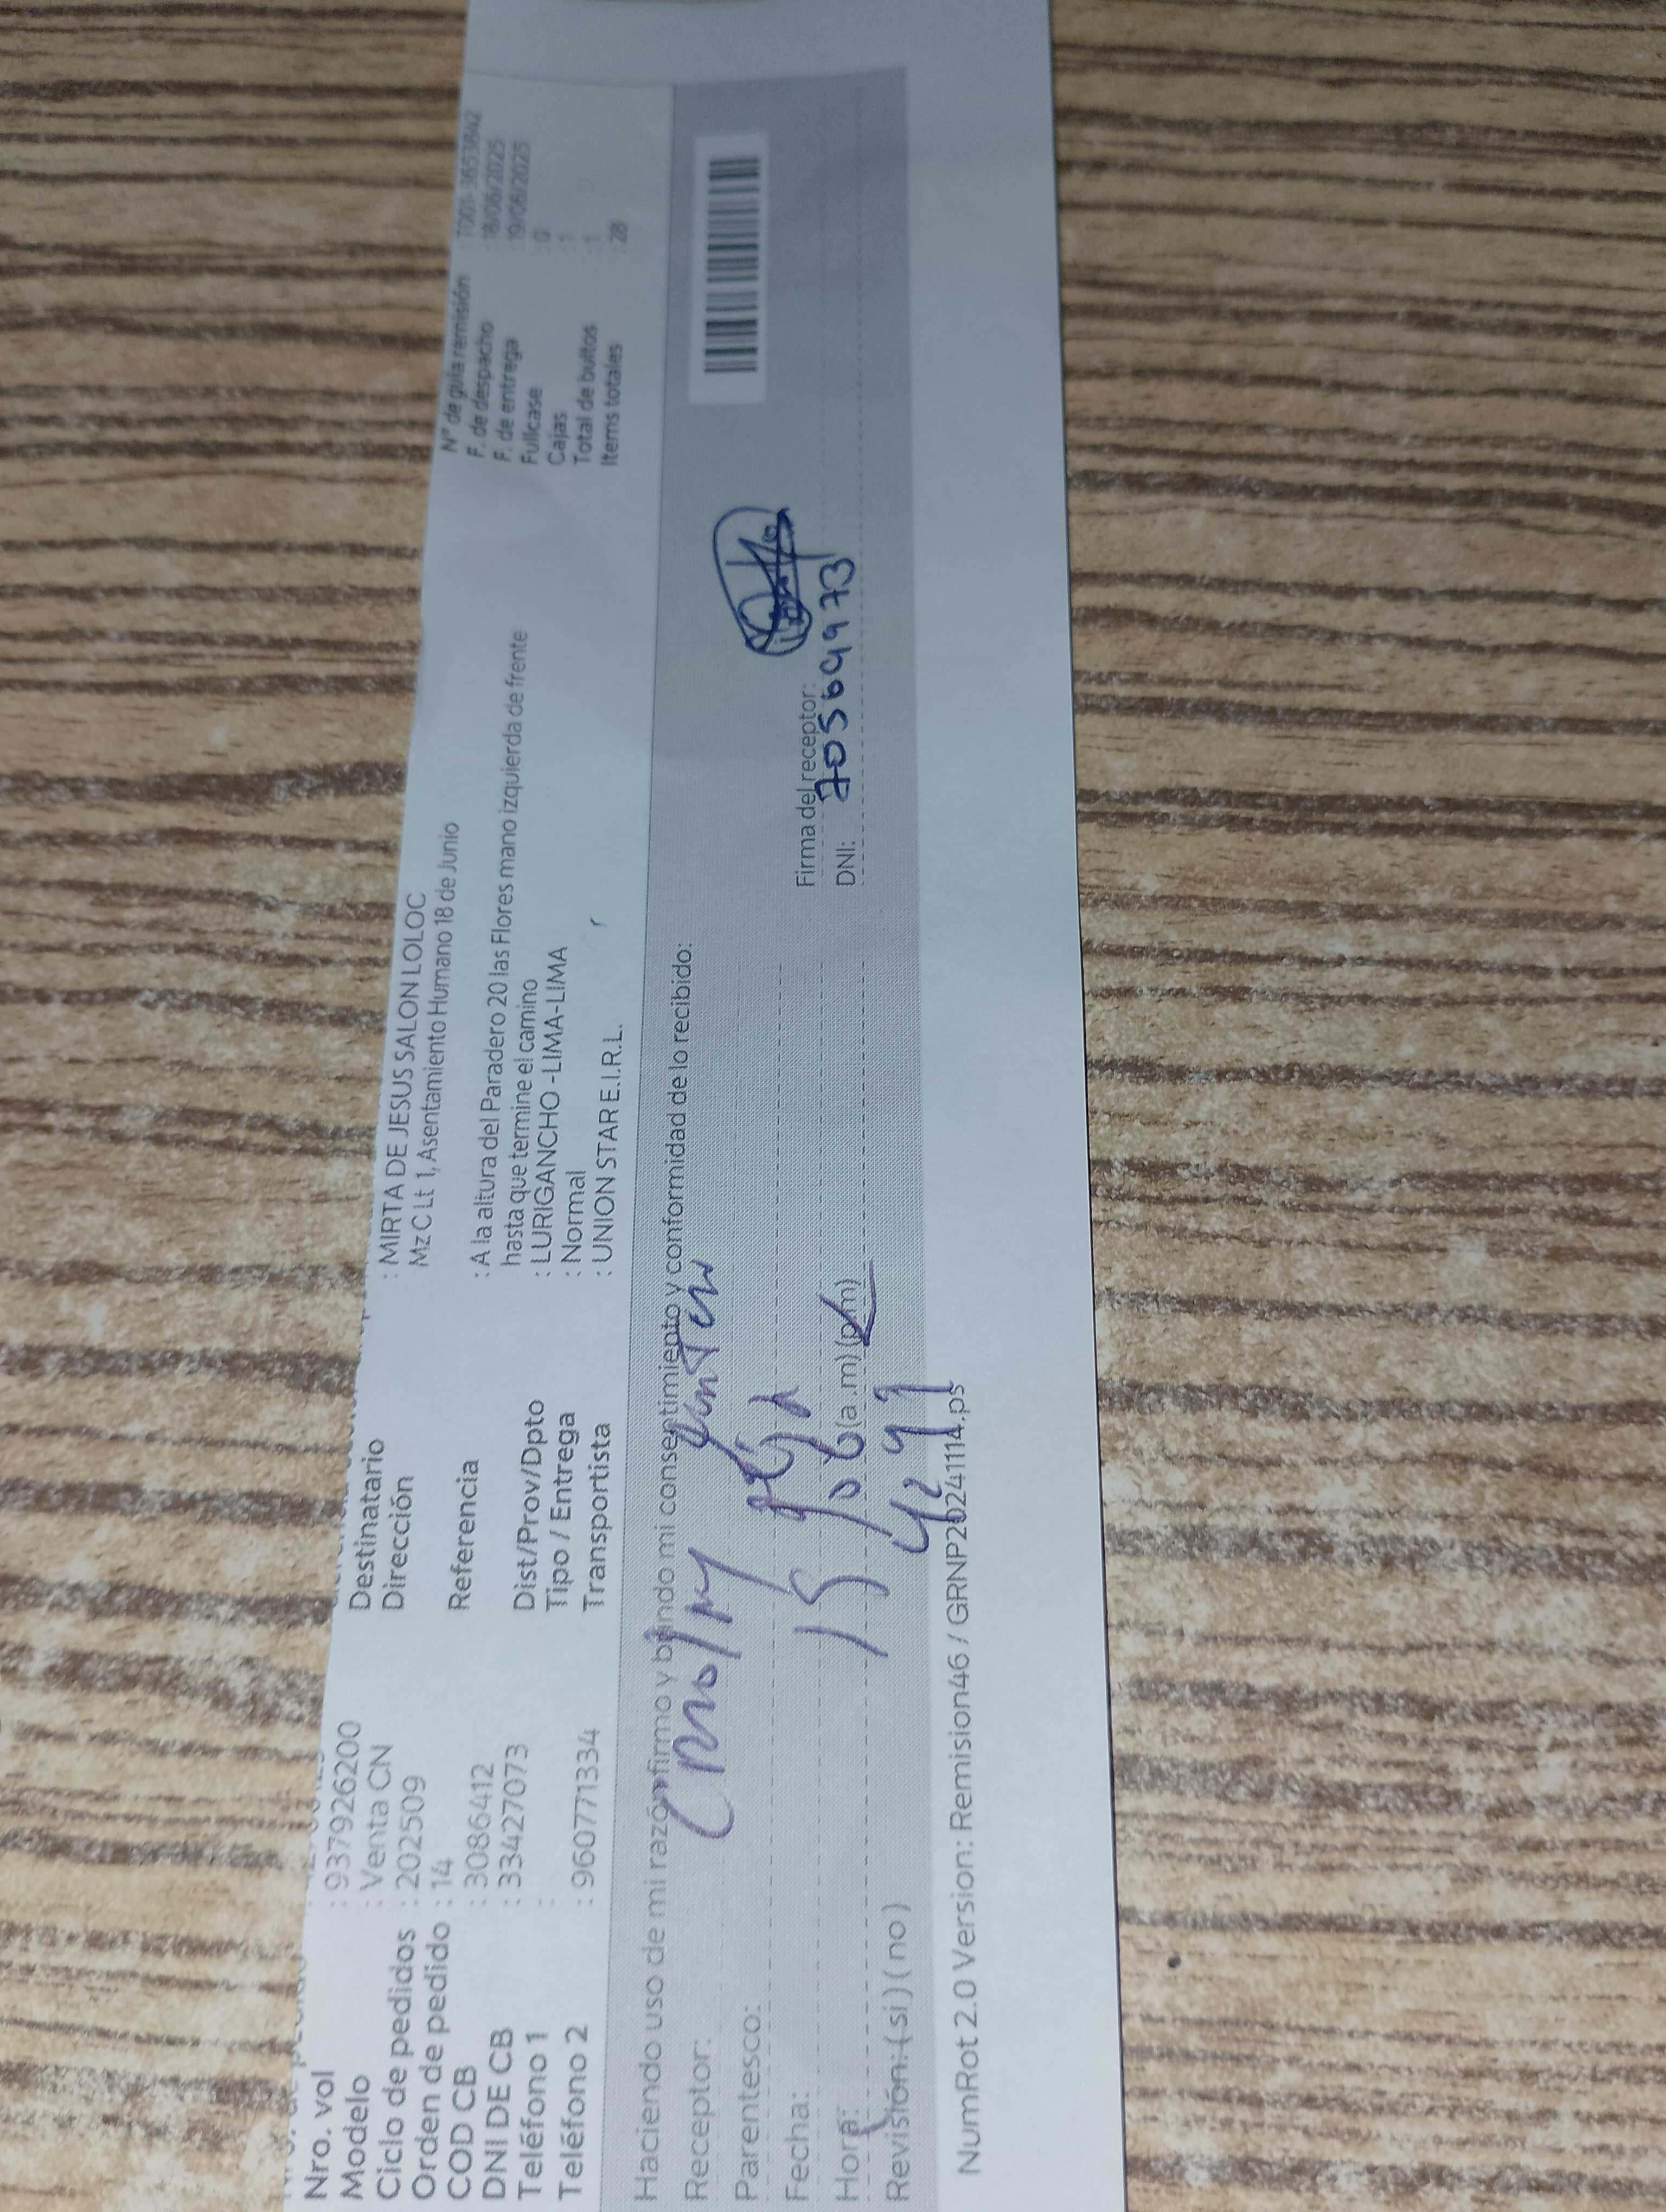 Nro. vol : 9379926200
Modelo : Venta CN
Ciclo de pedidos : 202509
Orden de pedido : 14
COD CB : 3086412
DNI DE CB : 33427073
Teléfono 1 :
Teléfono 2 : 960771334
Destinatario : MIRTA DE JESUS SALON LOLOC
Dirección Mz C Lt 1, Asentamiento Humano 18 de Junio
Referencia : A la altura del Paradero 20 las Flores mano izquierda de frente
hasta que termine el camino
Dist/Prov/Dpto : LURIGANCHO -LIMA-LIMA
Tipo / Entrega : Normal
Transportista : UNION STAR E.I.R.L.
N° de guía remisión T001-3653842
F. de despacho 18/06/2025
F. de entrega 19/06/2025
Fullcase 0
Cajas : 1
Total de bultos : 1
Items totales : 28
Haciendo uso de mi razón firmo y brindo mi consentimiento y conformidad de lo recibido:
Receptor:
Parentesco:
Fecha:
Hora: (a.m) (p.m)
Revisión: (si) (no)
Firma del receptor:
DNI: 70569973
NumRot 2.0 Version: Remision46 / GRNP20241114.ps